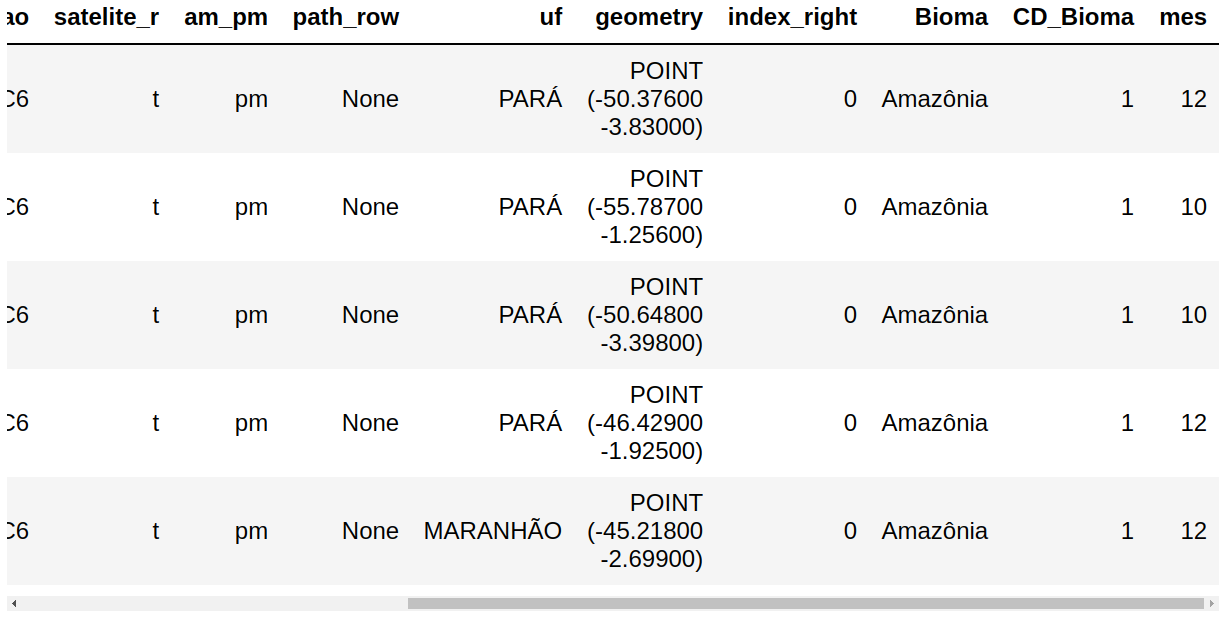 ao satelite_r am_pm path_row uf geometry index_right Bioma CD_Bioma mes
C6 t pm None PARÁ POINT (-50.37600 -3.83000) 0 Amazônia 1 12
C6 t pm None PARÁ POINT (-55.78700 -1.25600) 0 Amazônia 1 10
C6 t pm None PARÁ POINT (-50.64800 -3.39800) 0 Amazônia 1 10
C6 t pm None PARÁ POINT (-46.42900 -1.92500) 0 Amazônia 1 12
C6 t pm None MARANHÃO POINT (-45.21800 -2.69900) 0 Amazônia 1 12